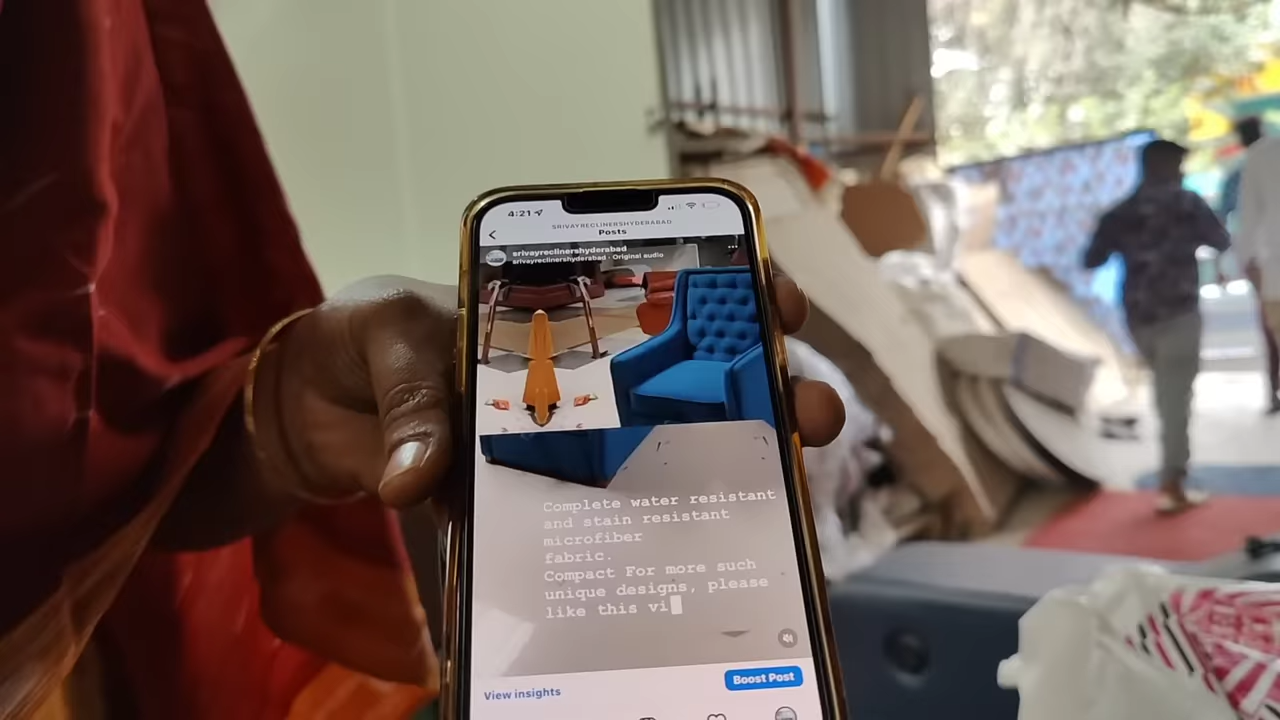 4:21
SRIVAYRECLINERSHYDERABAD
Posts
srivayreclinershyderabad
srivayreclinershyderabad · Original audio
Complete water resistant
and stain resistant
microfiber
fabric.
Compact For more such
unique designs, please
like this vi
View insights
Boost Post